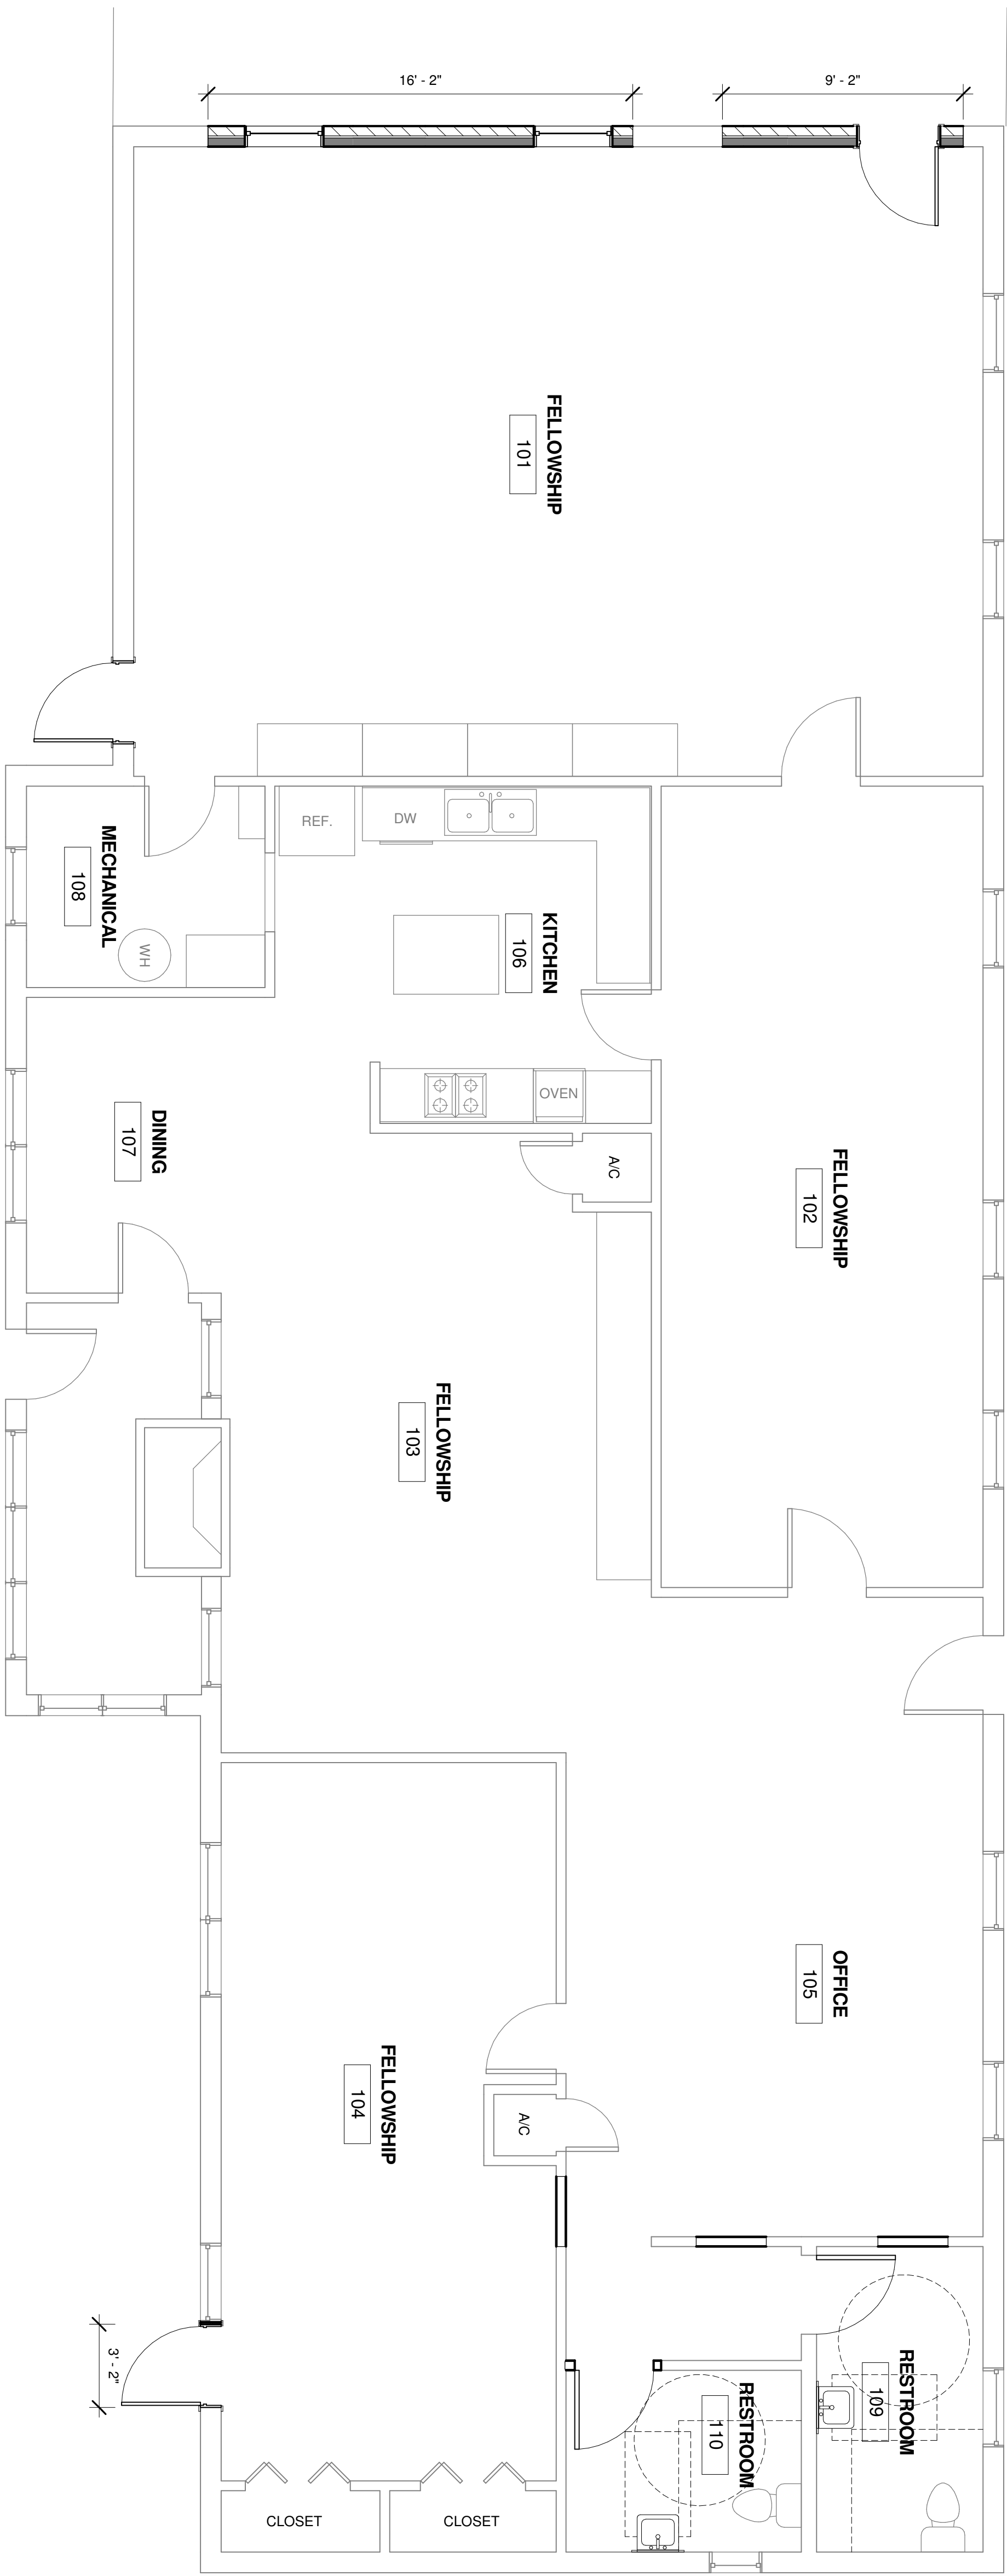 16' - 2"
9' - 2"
FELLOWSHIP
101
REF.
DW
MECHANICAL
108
WH
KITCHEN
106
OVEN
DINING
107
A/C
FELLOWSHIP
102
FELLOWSHIP
103
OFFICE
105
FELLOWSHIP
104
A/C
3' - 2"
RESTROOM
109
RESTROOM
110
CLOSET
CLOSET